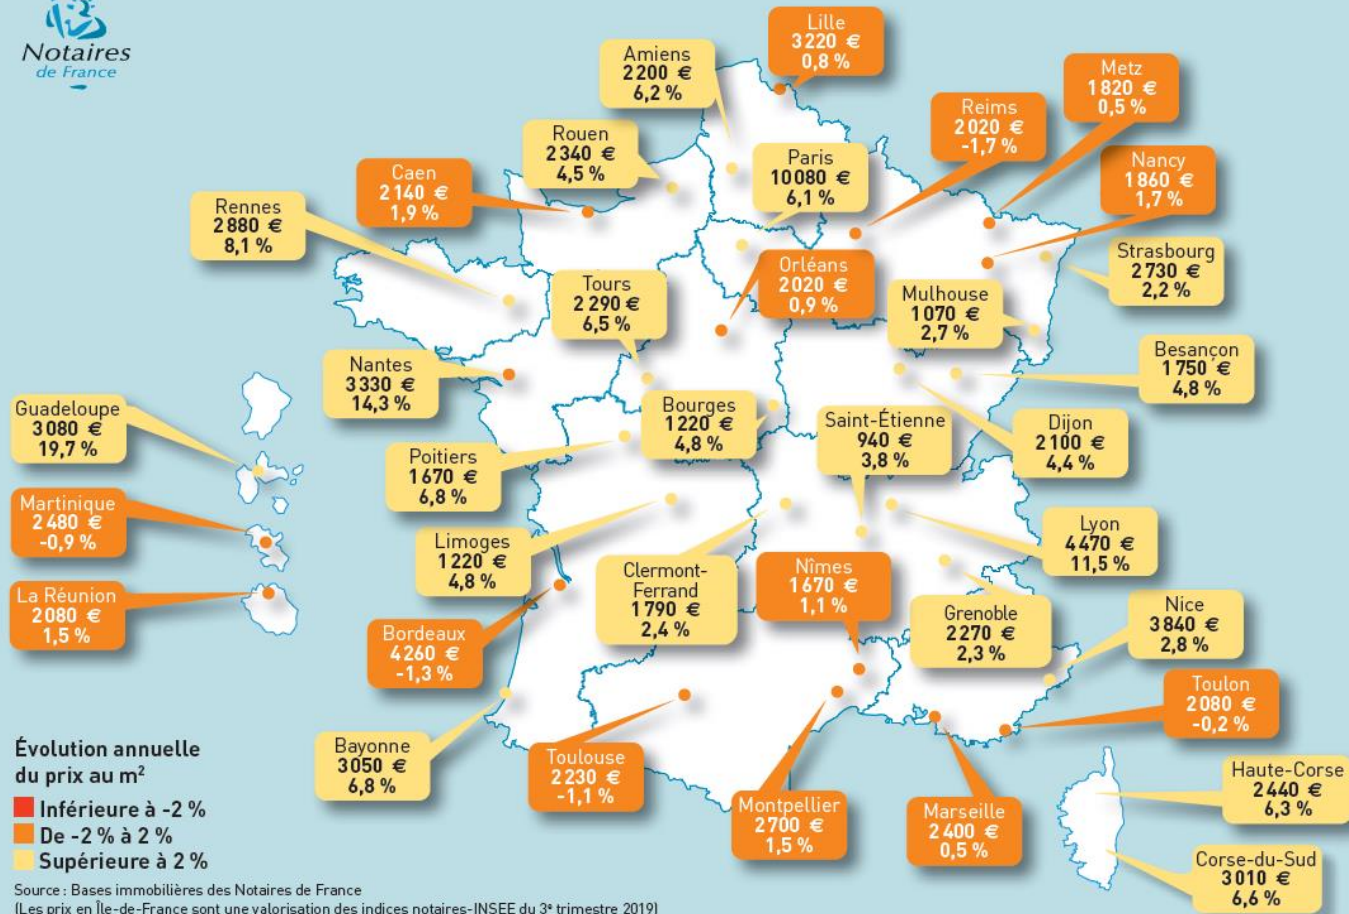 Notaires
de France
Lille
3 220 €
0,8 %
Amiens
2 200 €
6,2 %
Metz
1 820 €
0,5 %
Reims
2 020 €
-1,7 %
Rouen
2 340 €
4,5 %
Paris
10 080 €
6,1 %
Nancy
1 860 €
1,7 %
Caen
2 140 €
1,9 %
Rennes
2 880 €
8,1 %
Strasbourg
2 730 €
2,2 %
Orléans
2 020 €
0,9 %
Tours
2 290 €
6,5 %
Mulhouse
1 070 €
2,7 %
Besançon
1 750 €
4,8 %
Nantes
3 330 €
14,3 %
Guadeloupe
3 080 €
19,7 %
Bourges
1 220 €
4,8 %
Saint-Étienne
940 €
3,8 %
Dijon
2 100 €
4,4 %
Poitiers
1 670 €
6,8 %
Martinique
2 480 €
-0,9 %
Limoges
1 220 €
4,8 %
Lyon
4 470 €
11,5 %
Clermont-
Ferrand
1 790 €
2,4 %
Nîmes
1 670 €
1,1 %
La Réunion
2 080 €
1,5 %
Grenoble
2 270 €
2,3 %
Nice
3 840 €
2,8 %
Bordeaux
4 260 €
-1,3 %
Toulon
2 080 €
-0,2 %
Bayonne
3 050 €
6,8 %
Toulouse
2 230 €
-1,1 %
Montpellier
2 700 €
1,5 %
Marseille
2 400 €
0,5 %
Haute-Corse
2 440 €
6,3 %
Corse-du-Sud
3 010 €
6,6 %
Évolution annuelle
du prix au m²
Inférieure à -2 %
De -2 % à 2 %
Supérieure à 2 %
Source : Bases immobilières des Notaires de France
(Les prix en Île-de-France sont une valorisation des indices notaires-INSEE du 3e trimestre 2019)